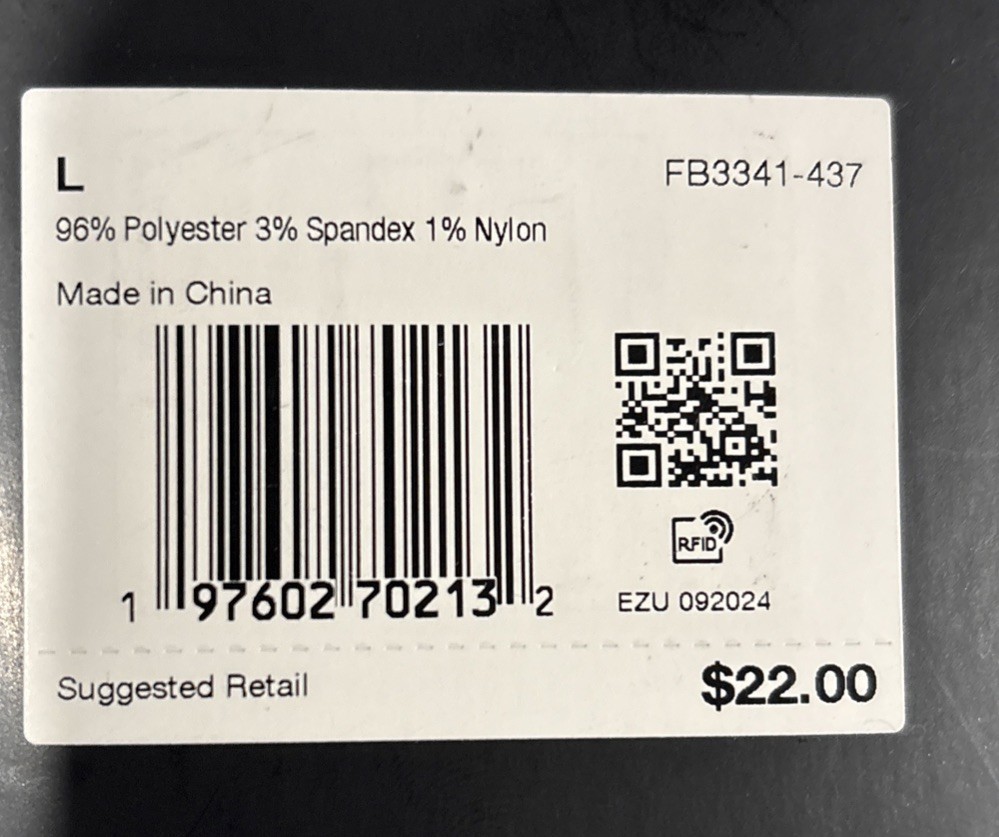 L
FB3341-437
96% Polyester 3% Spandex 1% Nylon
Made in China
1 97602 70213 2
RFID
EZU 092024
Suggested Retail
$22.00